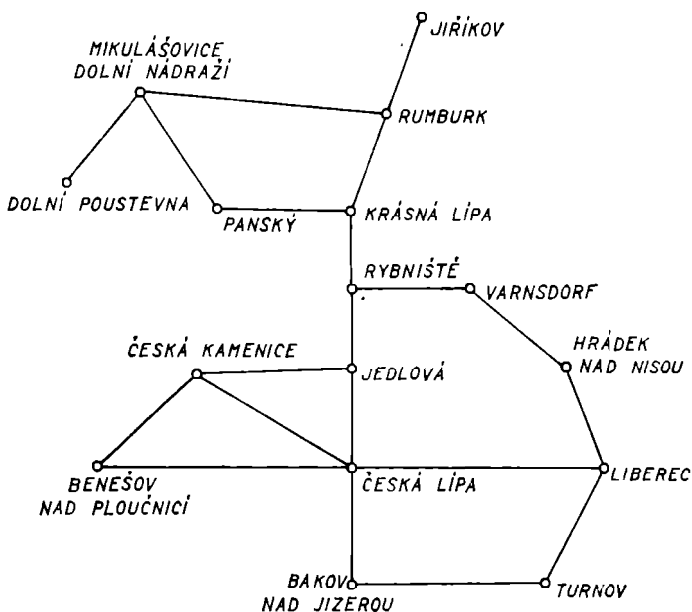 JIŘÍKOV
MIKULÁŠOVICE
DOLNÍ NÁDRAŽÍ
RUMBURK
DOLNÍ POUSTEVNA
PANSKÝ
KRÁSNÁ LÍPA
RYBNIŠTĚ
VARNSDORF
HRÁDEK
NAD NISOU
ČESKÁ KAMENICE
JEDLOVÁ
BENEŠOV
NAD PLOUČNICÍ
ČESKÁ LÍPA
LIBEREC
BAKOV
NAD JIZEROU
TURNOV